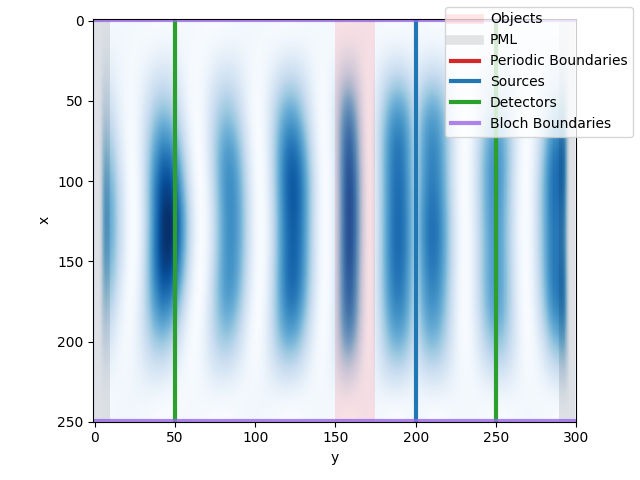 Objects
PML
Periodic Boundaries
Sources
Detectors
Bloch Boundaries
0
50
100
150
200
250
x
0 50 100 150 200 250 300
y